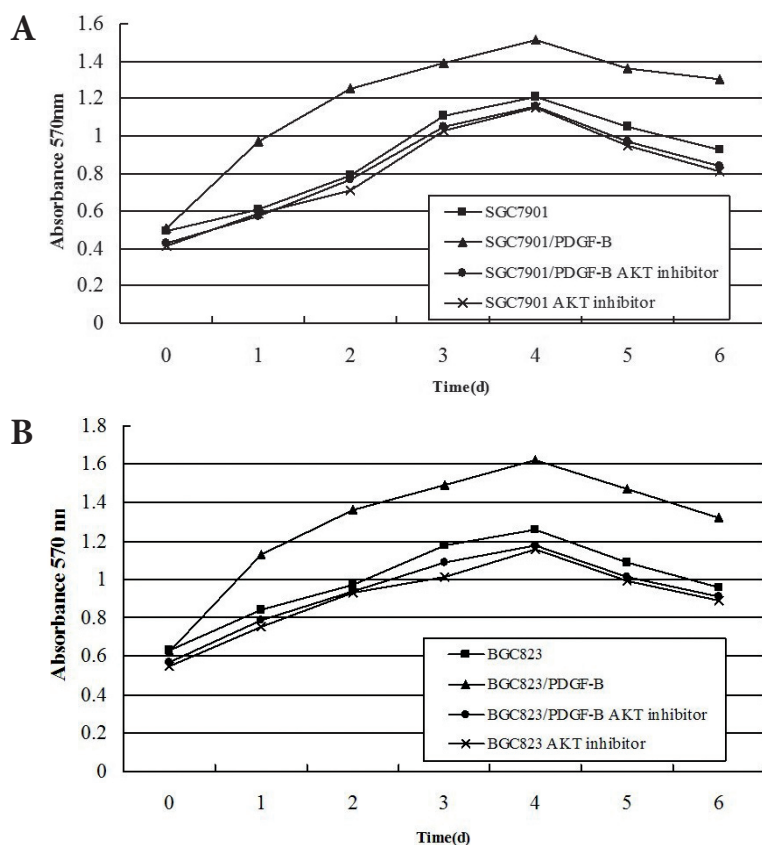 A
Absorbance 570nm
1.6
1.4
1.2
1
0.8
0.6
0.4
0.2
0
SGC7901
SGC7901/PDGF-B
SGC7901/PDGF-B AKT inhibitor
SGC7901 AKT inhibitor
0 1 2 3 4 5 6
Time(d)
B
Absorbance 570 nn
1.8
1.6
1.4
1.2
1
0.8
0.6
0.4
0.2
0
BGC823
BGC823/PDGF-B
BGC823/PDGF-B AKT inhibitor
BGC823 AKT inhibitor
0 1 2 3 4 5 6
Time(d)